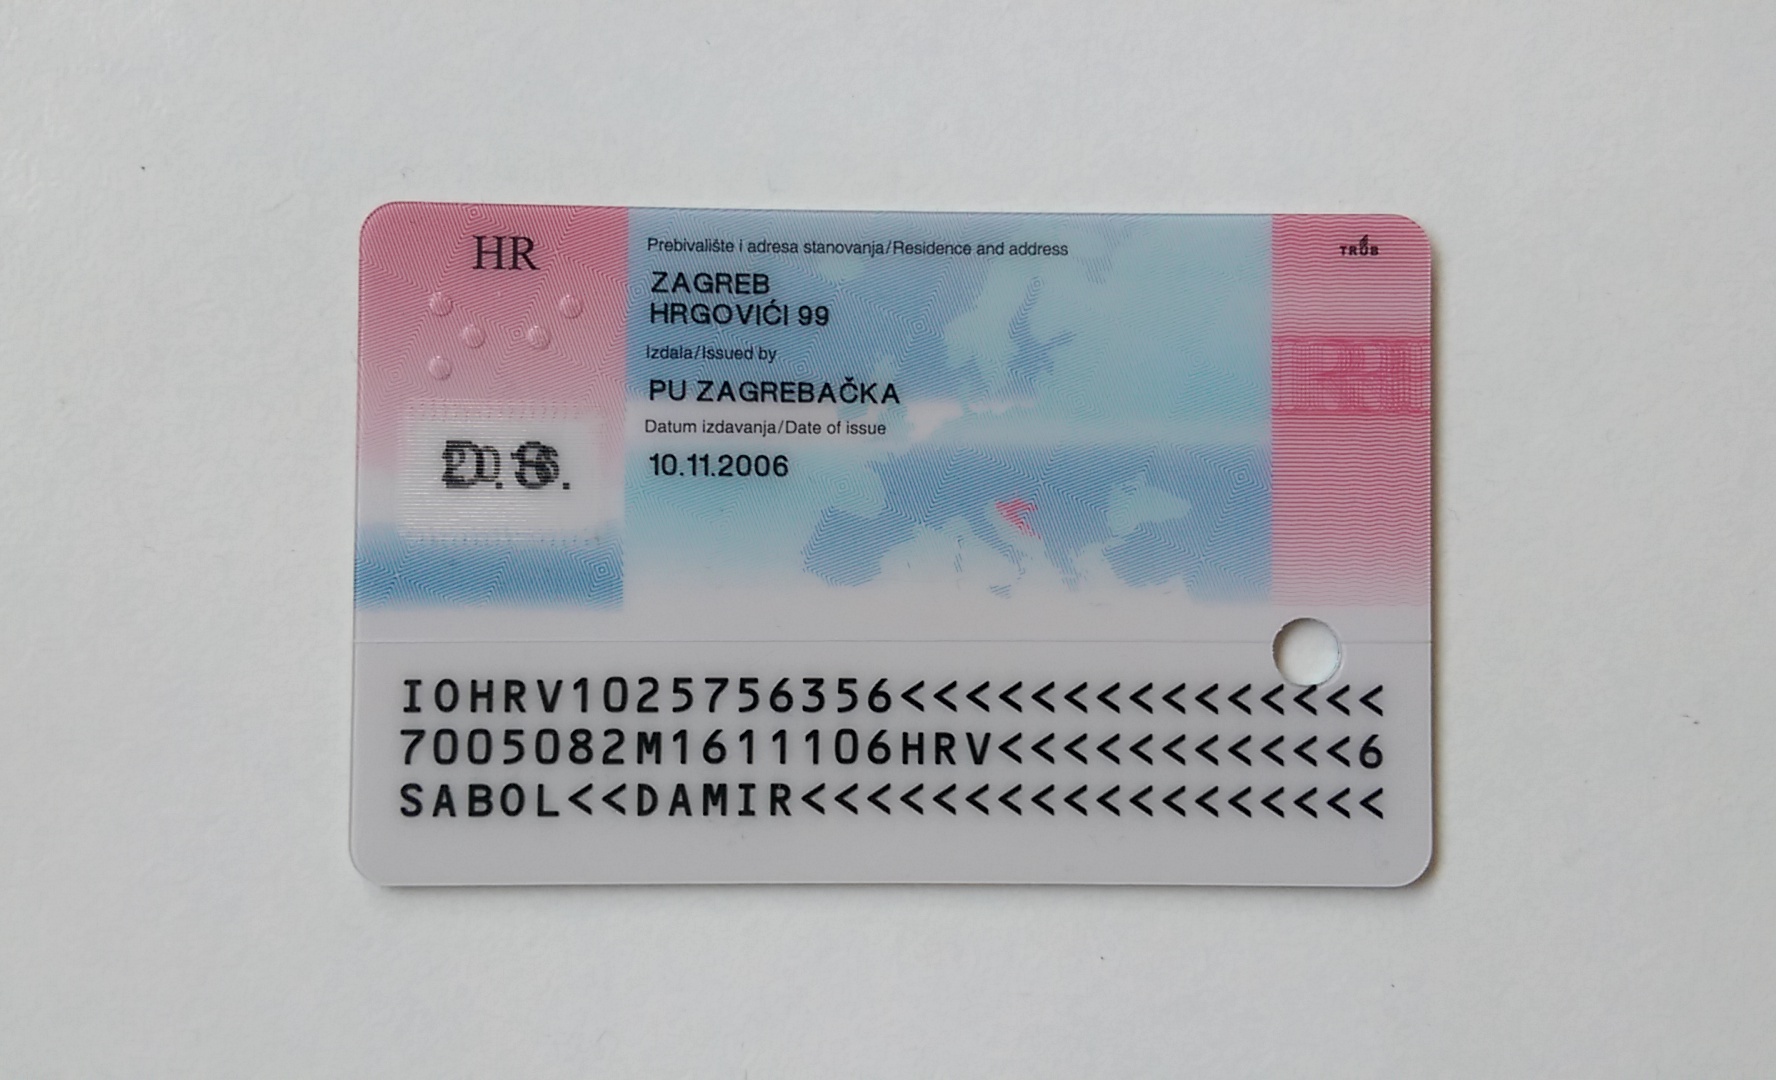 HR
Prebivalište i adresa stanovanja/Residence and address
ZAGREB
HRGOVIĆI 99
Izdala/Issued by
PU ZAGREBAČKA
Datum izdavanja/Date of issue
10.11.2006
TRÜB
IOHRV1025756356<<<<<<<<<<<<<<<
7005082M1611106HRV<<<<<<<<<<<6
SABOL<<DAMIR<<<<<<<<<<<<<<<<<<